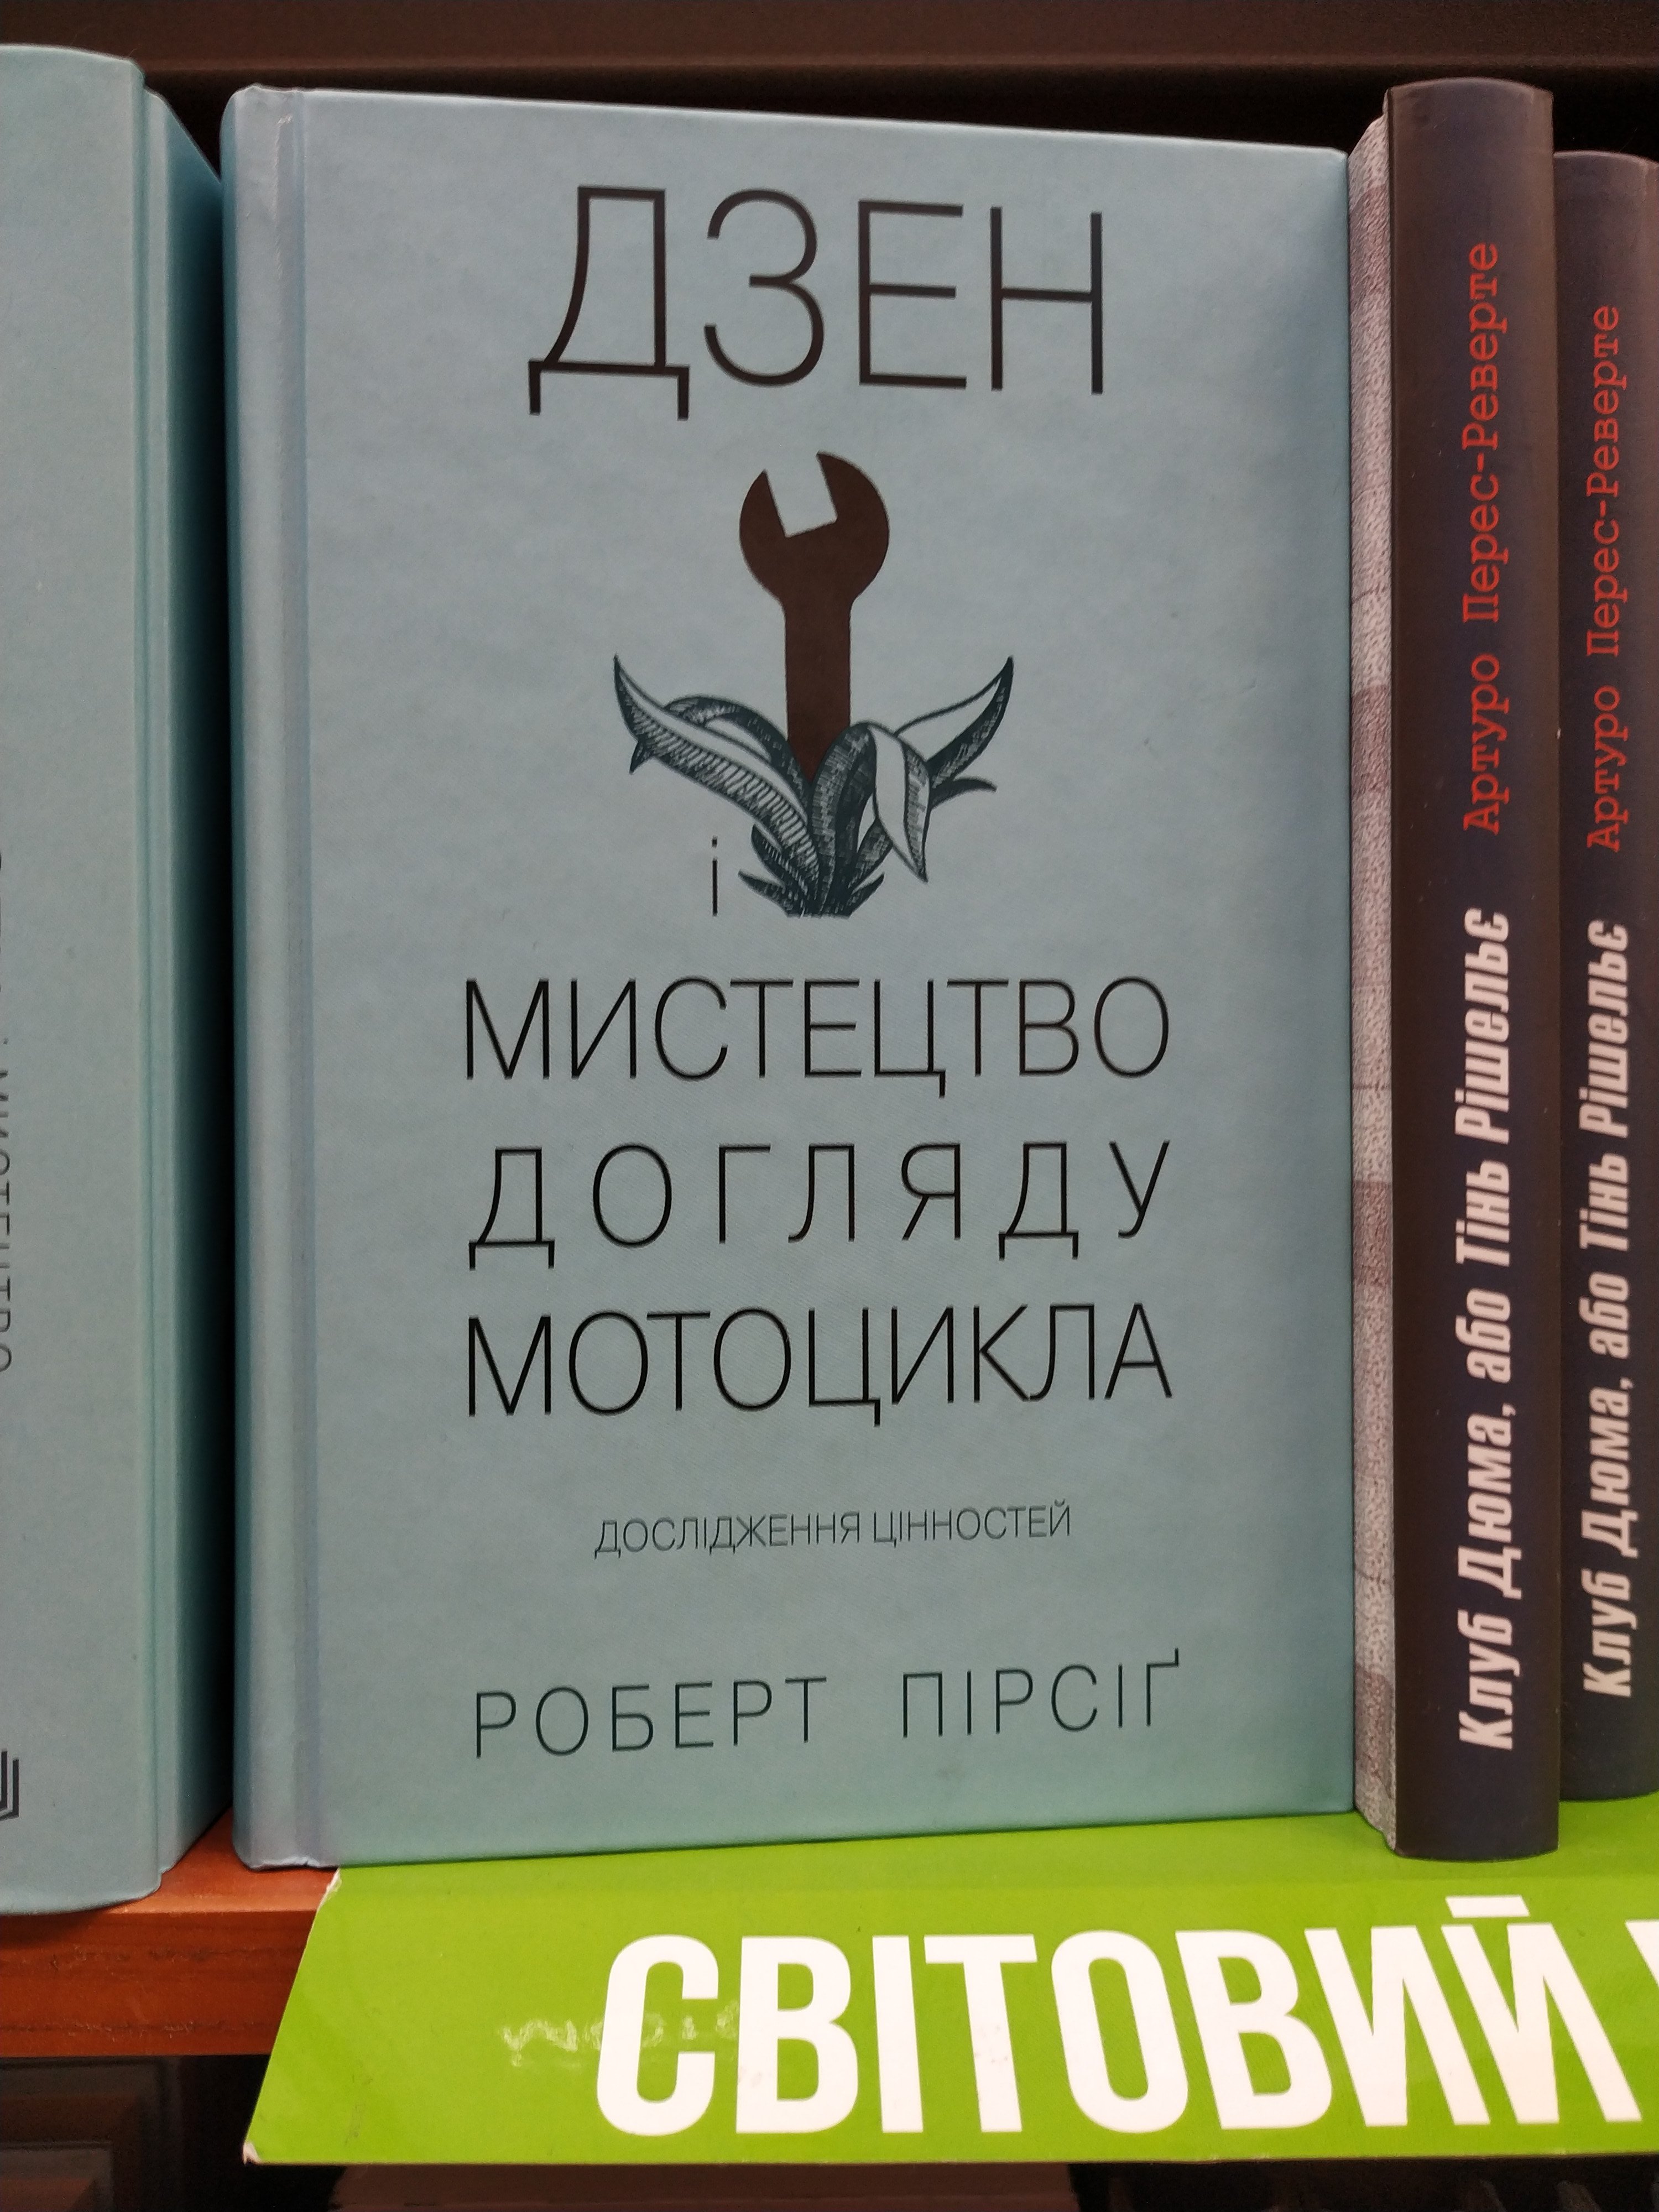 ДЗЕН
і
МИСТЕЦТВО
ДОГЛЯДУ
МОТОЦИКЛА
ДОСЛІДЖЕННЯ ЦІННОСТЕЙ
РОБЕРТ ПІРСІҐ
Клуб Дюма, або Тінь Рішельє Артуро Перес-Реверте
Клуб Дюма, або Тінь Рішельє Артуро Перес-Реверте
СВІТОВИЙ